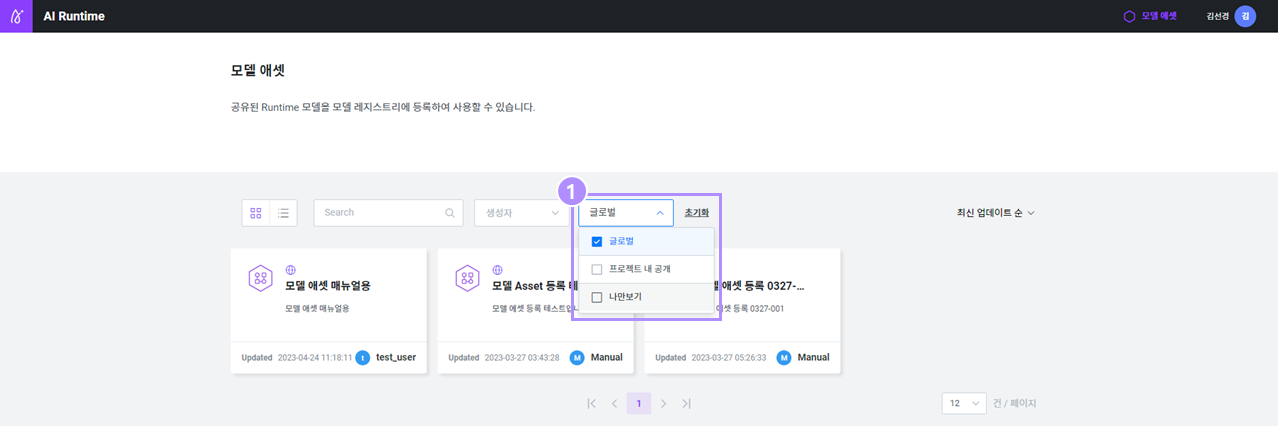 AI Runtime
모델 애셋
김선경
김
모델 애셋
공유된 Runtime 모델을 모델 레지스트리에 등록하여 사용할 수 있습니다.
1
Search
생성자
글로벌
초기화
최신 업데이트 순
글로벌
프로젝트 내 공개
나만보기
모델 애셋 매뉴얼용
모델 애셋 매뉴얼용
Updated 2023-04-24 11:18:11 t test_user
모델 Asset 등록 테
모델 에셋 등록 테스트입니
Updated 2023-03-27 03:43:28 M Manual
애셋 등록 0327-...
에셋 등록 0327-001
Updated 2023-03-27 05:26:33 M Manual
1
12
건 / 페이지